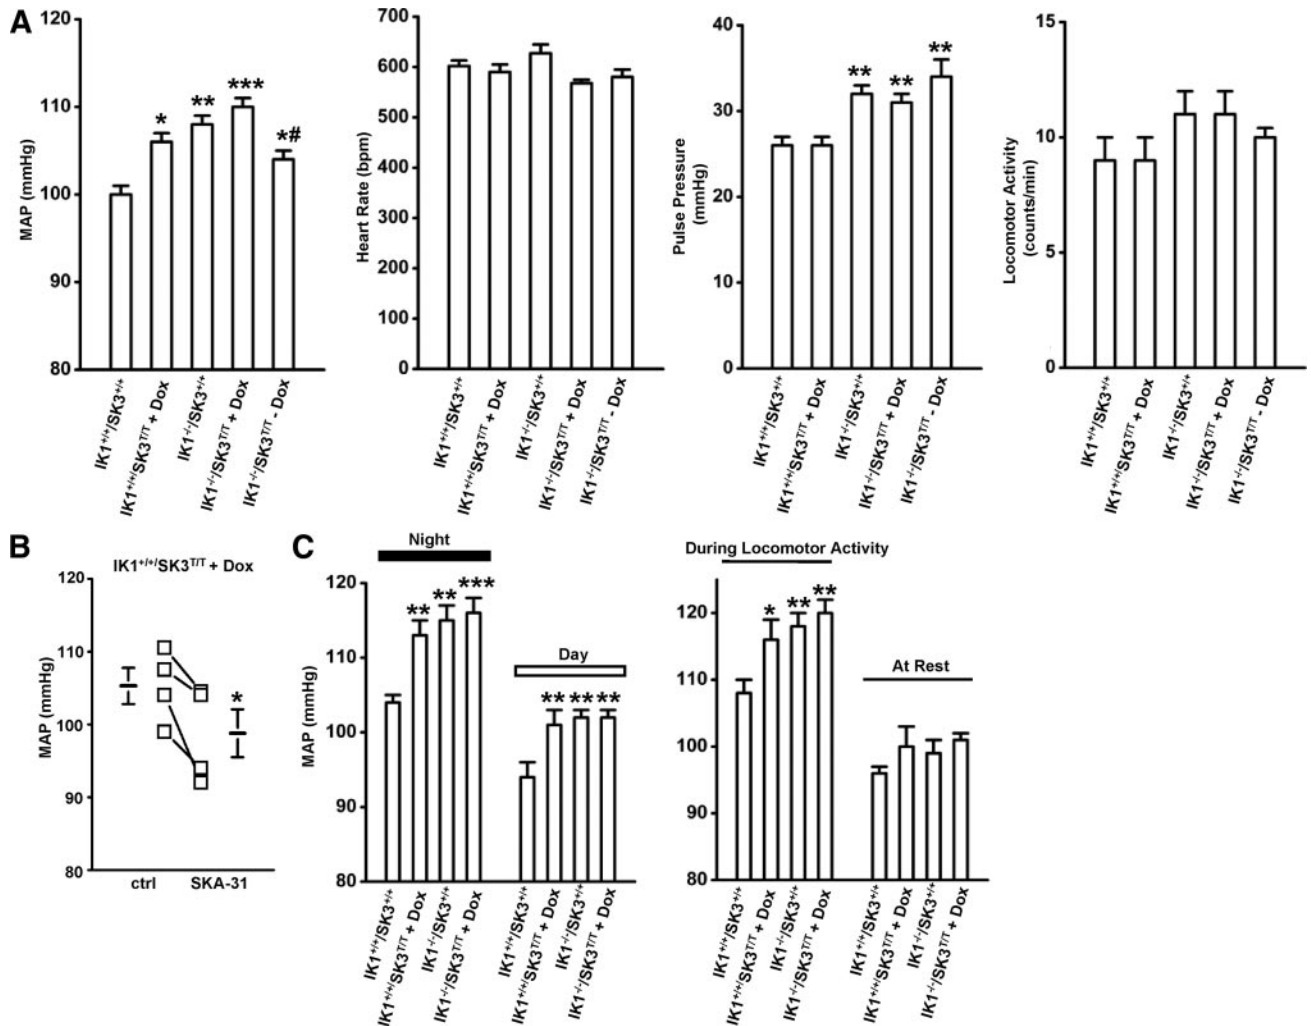 A
MAP (mmHg)
120
110
100
90
80
*
**
***
*#
IK1+/+/SK3+/+
IK1+/+/SK3T/T + Dox
IK1-/-/SK3+/+
IK1-/-/SK3T/T + Dox
IK1-/-/SK3T/T - Dox
Heart Rate (bpm)
700
600
500
400
300
200
100
0
IK1+/+/SK3+/+
IK1+/+/SK3T/T + Dox
IK1-/-/SK3+/+
IK1-/-/SK3T/T + Dox
IK1-/-/SK3T/T - Dox
Pulse Pressure
(mmHg)
40
30
20
10
0
**
**
**
IK1+/+/SK3+/+
IK1+/+/SK3T/T + Dox
IK1-/-/SK3+/+
IK1-/-/SK3T/T + Dox
IK1-/-/SK3T/T - Dox
Locomotor Activity
(counts/min)
15
10
5
0
IK1+/+/SK3+/+
IK1+/+/SK3T/T + Dox
IK1-/-/SK3+/+
IK1-/-/SK3T/T + Dox
IK1-/-/SK3T/T - Dox
B
IK1+/+/SK3T/T + Dox
MAP (mmHg)
120
110
100
90
80
*
ctrl
SKA-31
C
Night
MAP (mmHg)
120
110
100
90
80
**
**
***
Day
**
**
**
IK1+/+/SK3+/+
IK1+/+/SK3T/T + Dox
IK1-/-/SK3+/+
IK1-/-/SK3T/T + Dox
IK1+/+/SK3+/+
IK1+/+/SK3T/T + Dox
IK1-/-/SK3+/+
IK1-/-/SK3T/T + Dox
During Locomotor Activity
120
110
100
90
80
*
**
**
At Rest
IK1+/+/SK3+/+
IK1+/+/SK3T/T + Dox
IK1-/-/SK3+/+
IK1-/-/SK3T/T + Dox
IK1+/+/SK3+/+
IK1+/+/SK3T/T + Dox
IK1-/-/SK3+/+
IK1-/-/SK3T/T + Dox